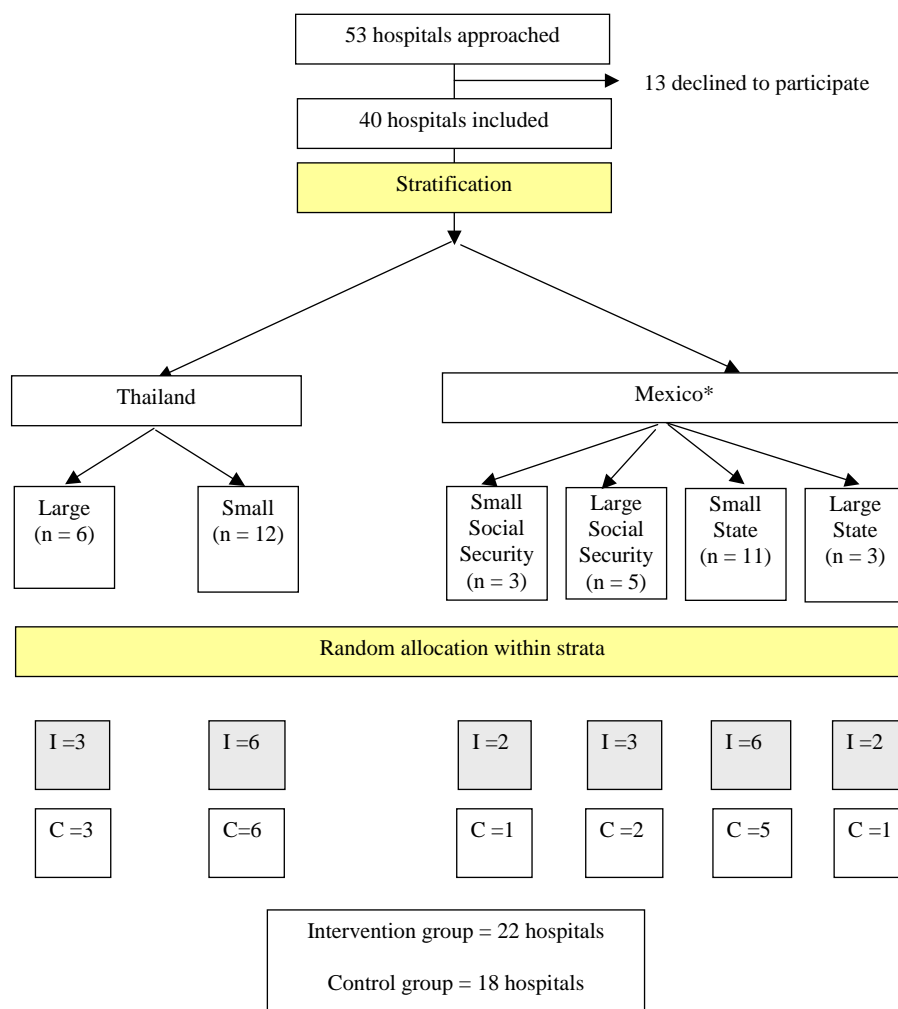 53 hospitals approached
13 declined to participate
40 hospitals included
Stratification
Thailand
Mexico*
Large
(n = 6)
Small
(n = 12)
Small
Social
Security
(n = 3)
Large
Social
Security
(n = 5)
Small
State
(n = 11)
Large
State
(n = 3)
Random allocation within strata
I =3
I =6
I =2
I =3
I =6
I =2
C =3
C=6
C =1
C =2
C =5
C =1
Intervention group = 22 hospitals
Control group = 18 hospitals